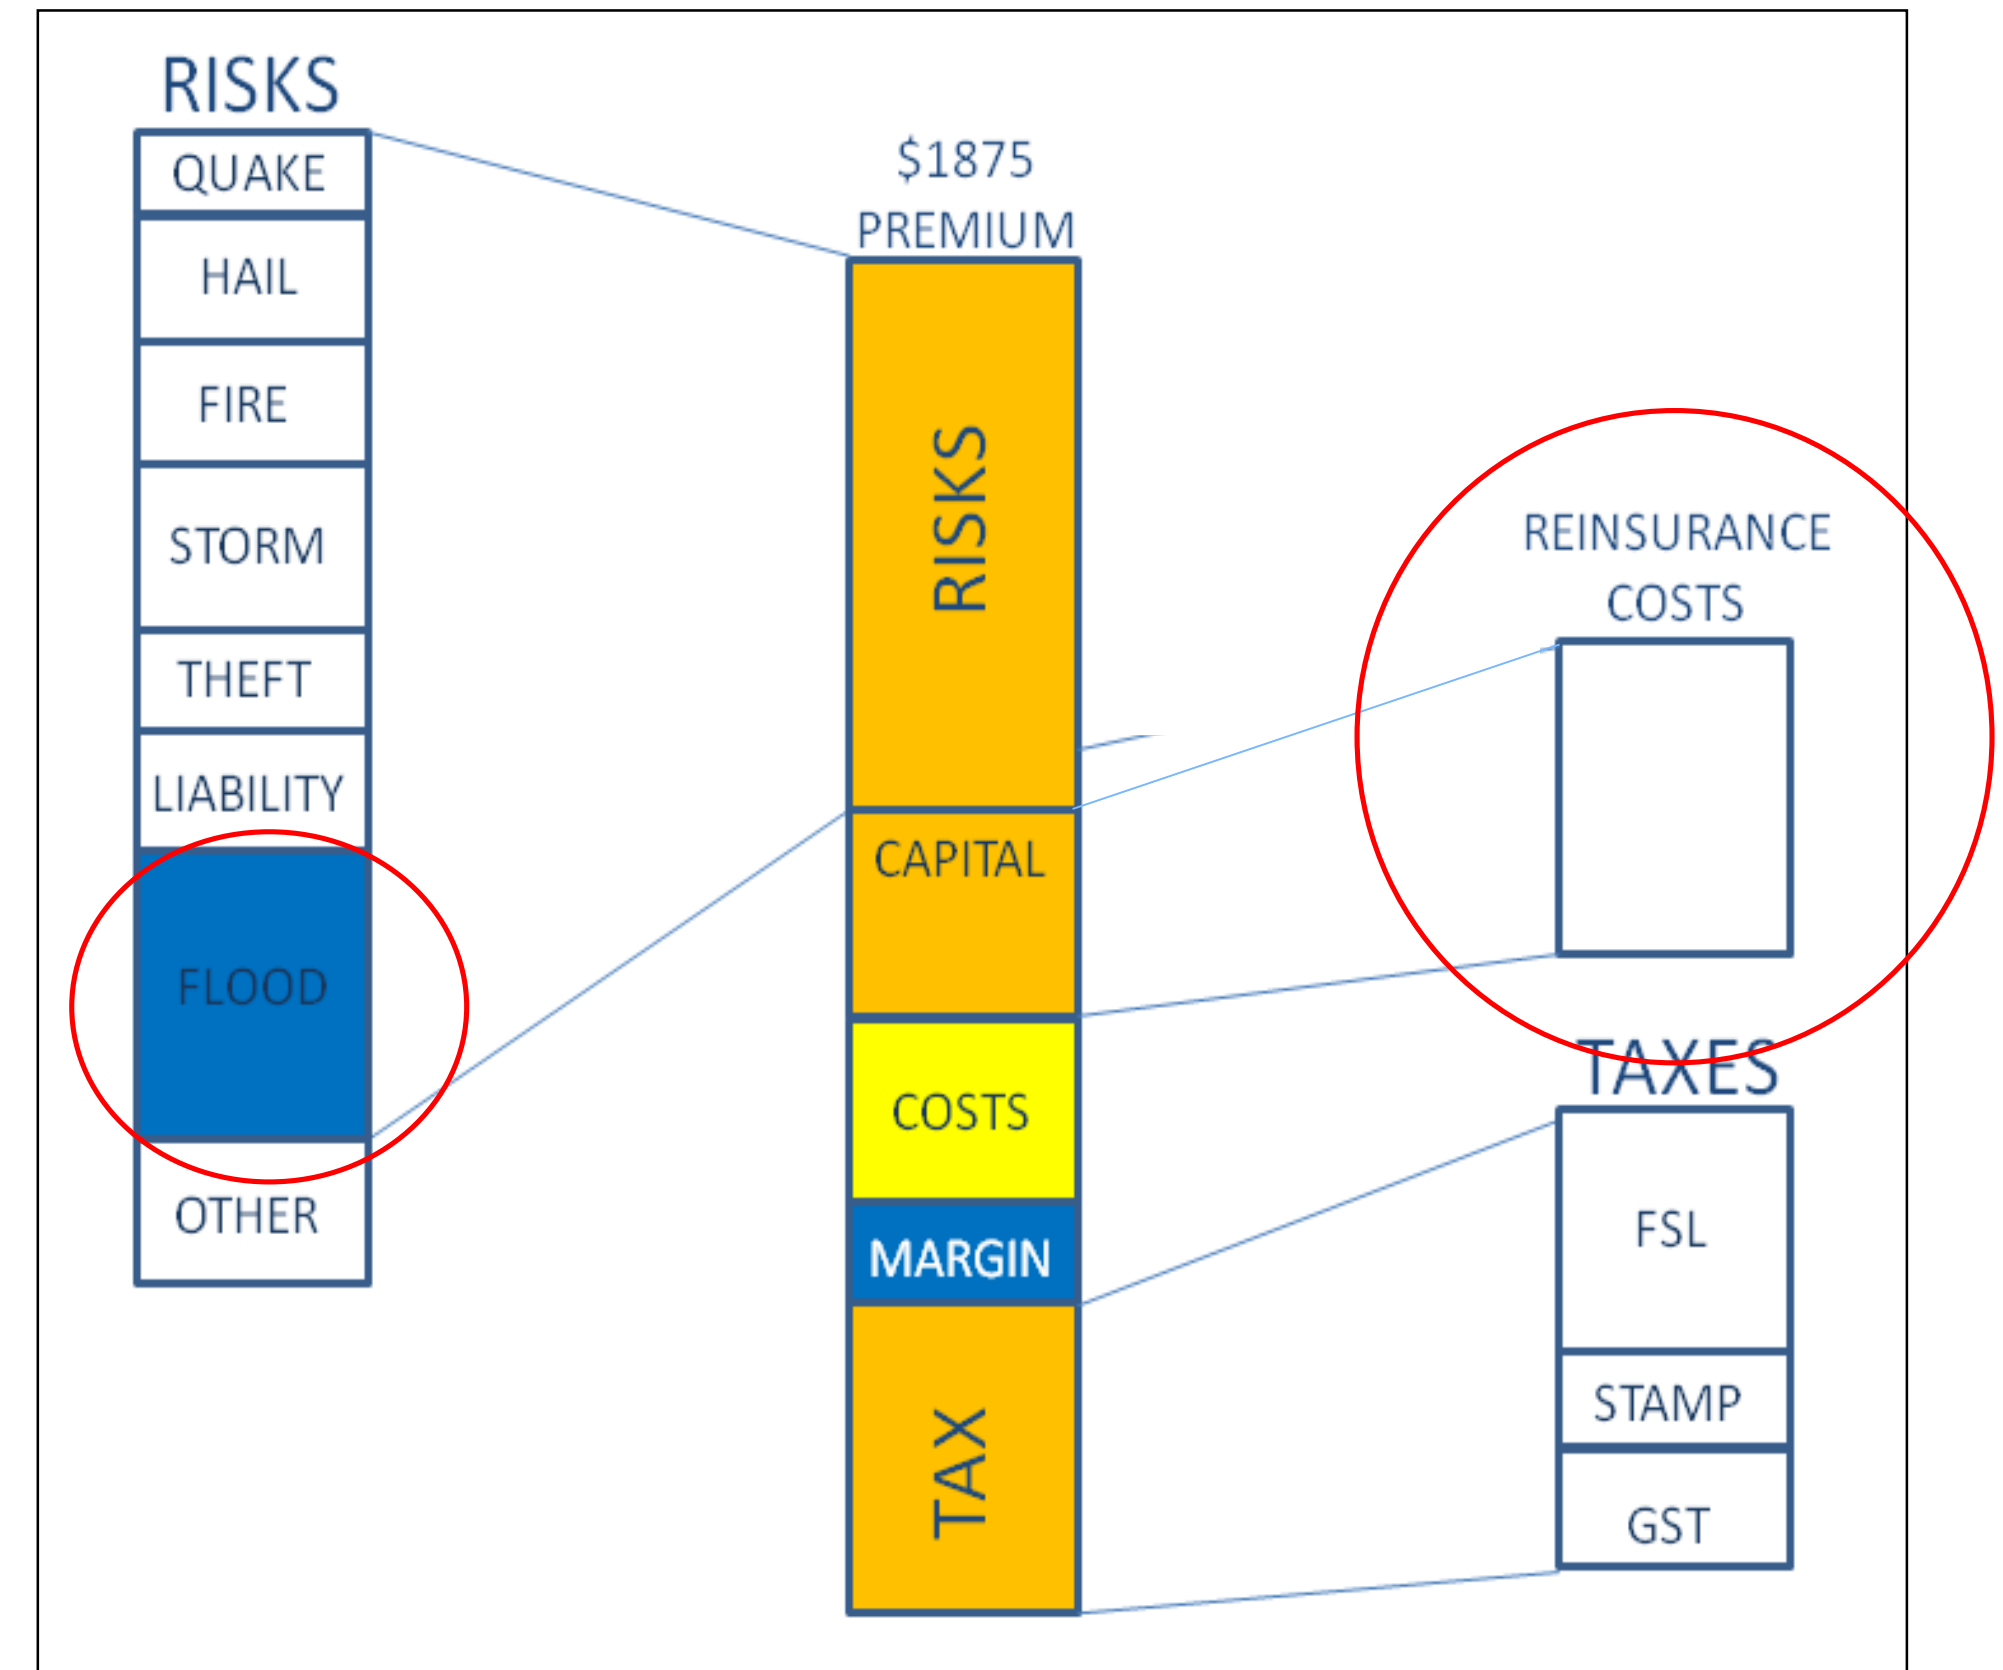 RISKS
QUAKE
HAIL
FIRE
STORM
THEFT
LIABILITY
FLOOD
OTHER
$1875
PREMIUM
RISKS
CAPITAL
COSTS
MARGIN
TAX
REINSURANCE
COSTS
TAXES
FSL
STAMP
GST